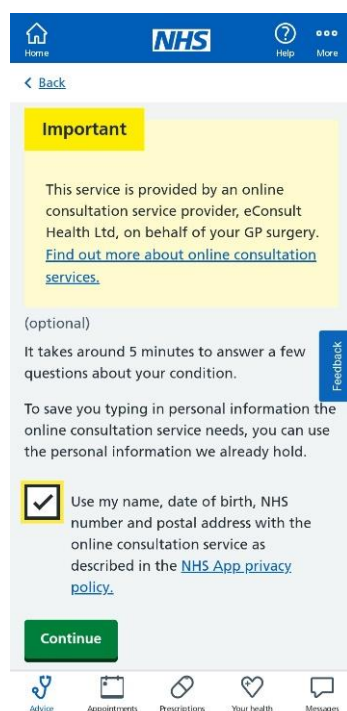 NHS
Home
Help
More
Back
Important
This service is provided by an online
consultation service provider, eConsult
Health Ltd, on behalf of your GP surgery.
Find out more about online consultation
services.
(optional)
It takes around 5 minutes to answer a few
questions about your condition.
Feedback
To save you typing in personal information the
online consultation service needs, you can use
the personal information we already hold.
Use my name, date of birth, NHS
number and postal address with the
online consultation service as
described in the NHS App privacy
policy.
Continue
Advice
Appointments
Prescriptions
Your health
Messages